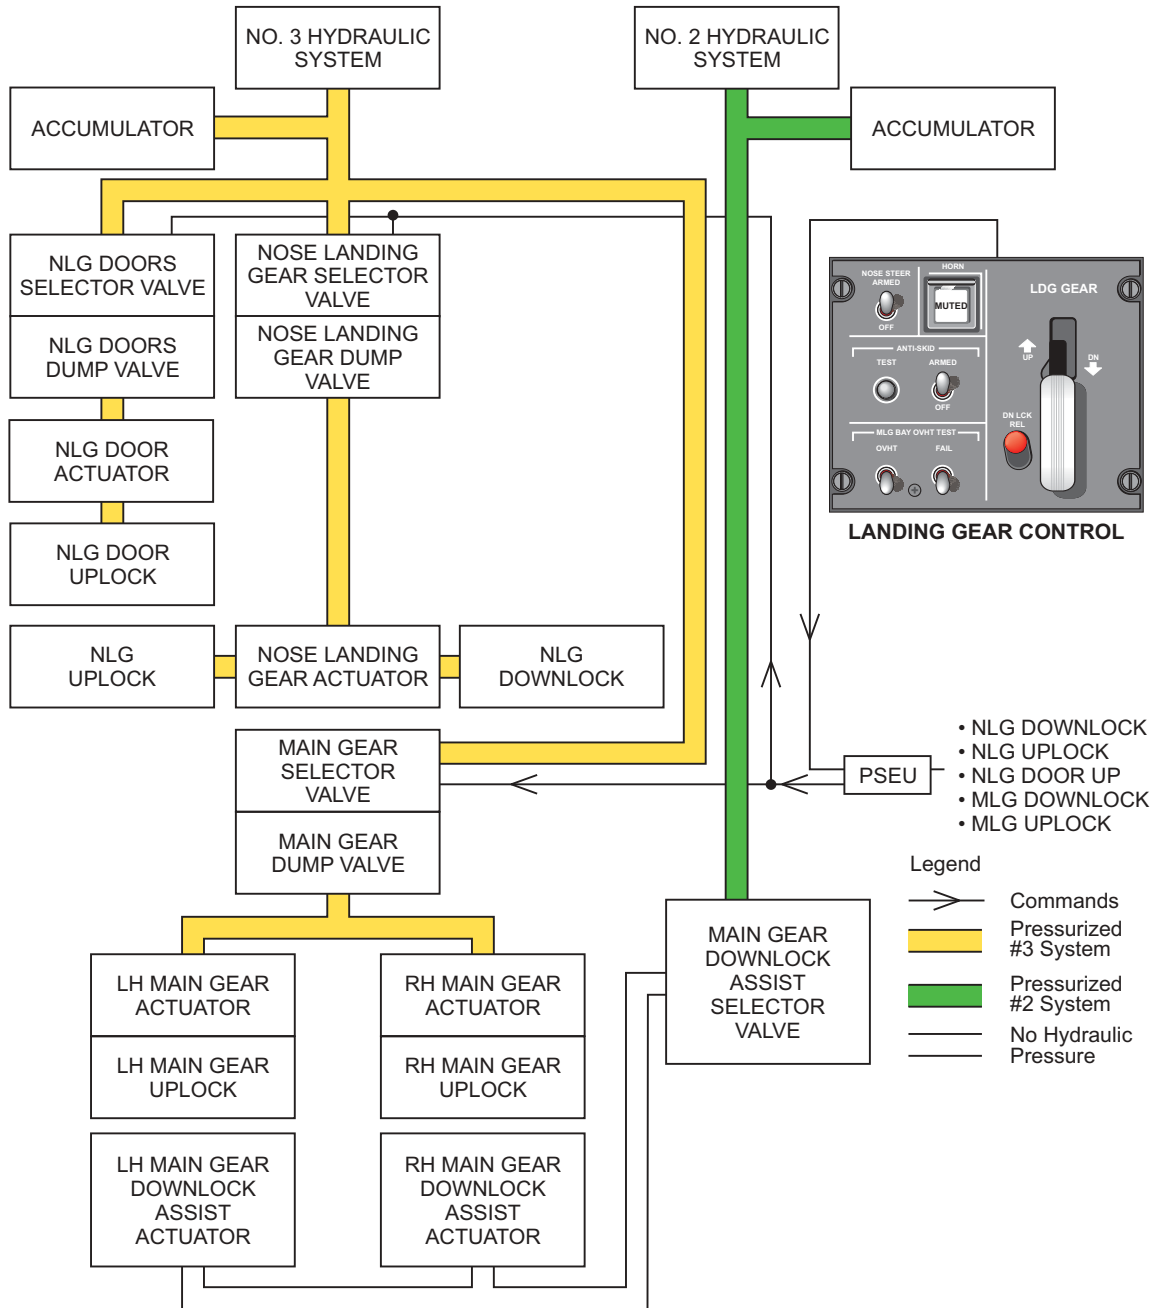 NO. 3 HYDRAULIC
SYSTEM
NO. 2 HYDRAULIC
SYSTEM
ACCUMULATOR
ACCUMULATOR
NLG DOORS
SELECTOR VALVE
NLG DOORS
DUMP VALVE
NOSE LANDING
GEAR SELECTOR
VALVE
NOSE LANDING
GEAR DUMP
VALVE
NLG DOOR
ACTUATOR
NLG DOOR
UPLOCK
NLG
UPLOCK
NOSE LANDING
GEAR ACTUATOR
NLG
DOWNLOCK
NOSE STEER
ARMED
OFF
HORN
MUTED
LDG GEAR
UP
DN
ANTI-SKID
TEST
ARMED
OFF
DN LCK
REL
MLG BAY OVHT TEST
OVHT
FAIL
LANDING GEAR CONTROL
MAIN GEAR
SELECTOR
VALVE
MAIN GEAR
DUMP VALVE
PSEU
• NLG DOWNLOCK
• NLG UPLOCK
• NLG DOOR UP
• MLG DOWNLOCK
• MLG UPLOCK
LH MAIN GEAR
ACTUATOR
LH MAIN GEAR
UPLOCK
RH MAIN GEAR
ACTUATOR
RH MAIN GEAR
UPLOCK
MAIN GEAR
DOWNLOCK
ASSIST
SELECTOR
VALVE
Legend
Commands
Pressurized
#3 System
Pressurized
#2 System
No Hydraulic
Pressure
LH MAIN GEAR
DOWNLOCK
ASSIST
ACTUATOR
RH MAIN GEAR
DOWNLOCK
ASSIST
ACTUATOR